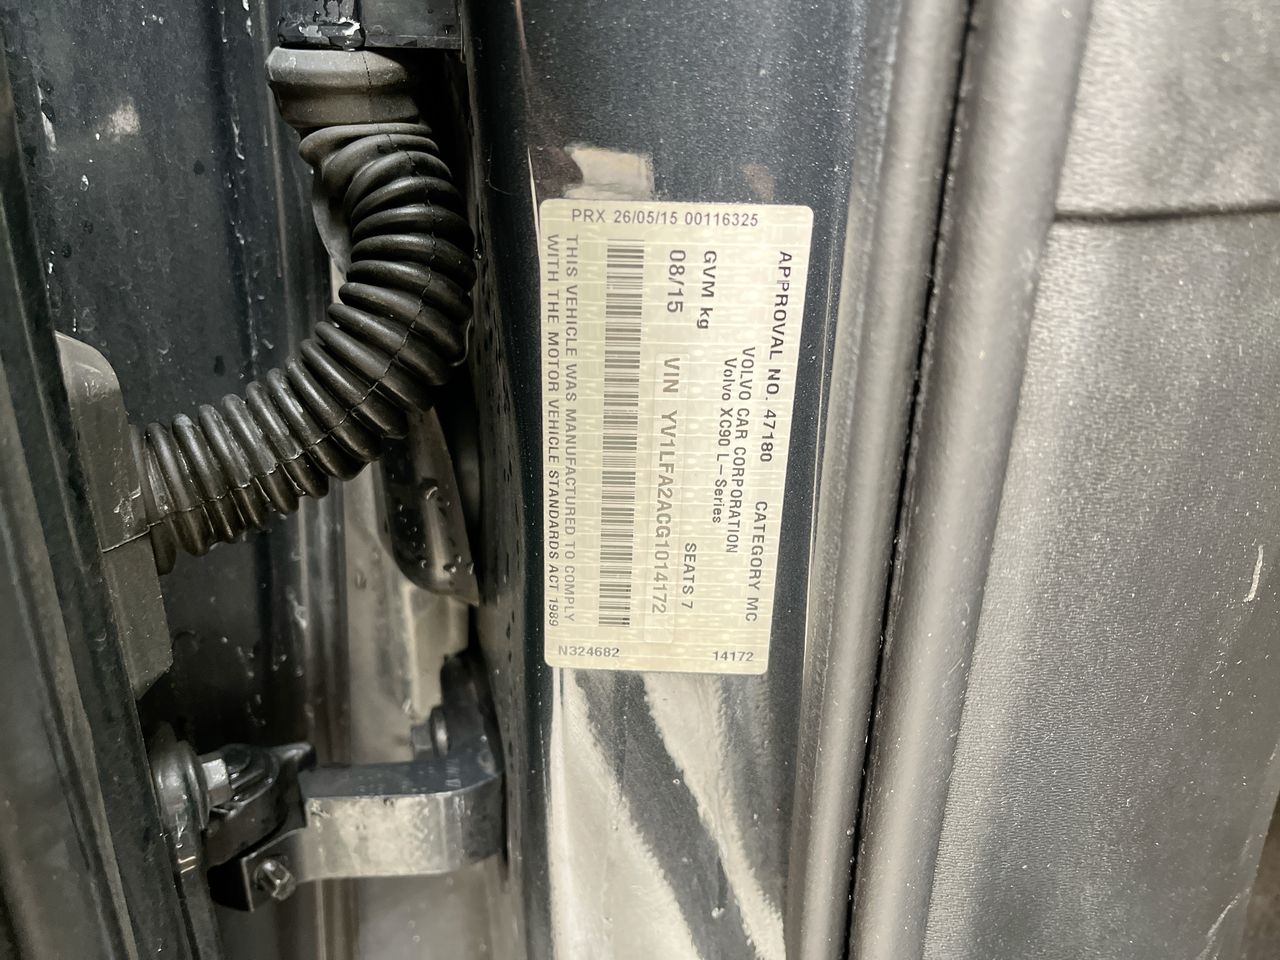 PRX 26/05/15 00116325
APPROVAL NO. 47180 CATEGORY MC
VOLVO CAR CORPORATION
Volvo XC90 L-Series
GVM kg SEATS 7
08/15 VIN YV1LFA2ACG1014172
THIS VEHICLE WAS MANUFACTURED TO COMPLY
WITH THE MOTOR VEHICLE STANDARDS ACT 1989
N324682 14172